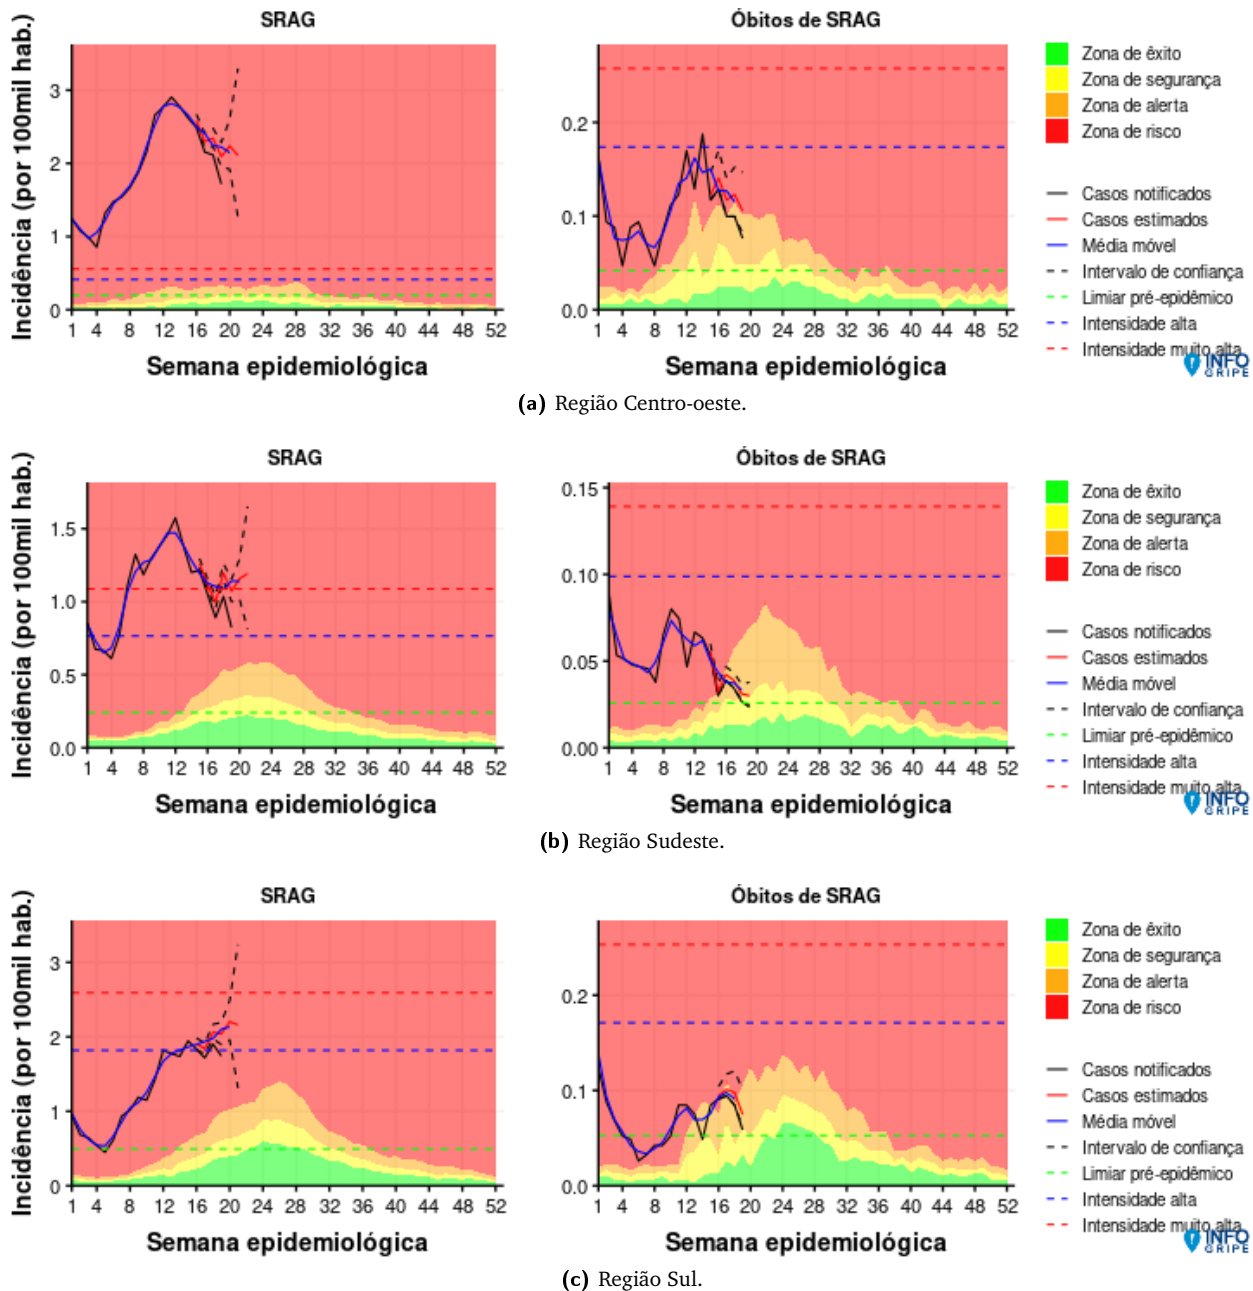 SRAG
Óbitos de SRAG
Incidência (por 100mil hab.)
3
2
1
0
1 4 8 12 16 20 24 28 32 36 40 44 48 52
Semana epidemiológica
0.2
0.1
0.0
1 4 8 12 16 20 24 28 32 36 40 44 48 52
Semana epidemiológica
Zona de êxito
Zona de segurança
Zona de alerta
Zona de risco
Casos notificados
Casos estimados
Média móvel
Intervalo de confiança
Limiar pré-epidêmico
Intensidade alta
Intensidade muito alta
INFO
GRIPE
(a) Região Centro-oeste.
SRAG
Óbitos de SRAG
Incidência (por 100mil hab.)
1.5
1.0
0.5
0.0
1 4 8 12 16 20 24 28 32 36 40 44 48 52
Semana epidemiológica
0.15
0.10
0.05
0.00
1 4 8 12 16 20 24 28 32 36 40 44 48 52
Semana epidemiológica
Zona de êxito
Zona de segurança
Zona de alerta
Zona de risco
Casos notificados
Casos estimados
Média móvel
Intervalo de confiança
Limiar pré-epidêmico
Intensidade alta
Intensidade muito alta
INFO
GRIPE
(b) Região Sudeste.
SRAG
Óbitos de SRAG
Incidência (por 100mil hab.)
3
2
1
0
1 4 8 12 16 20 24 28 32 36 40 44 48 52
Semana epidemiológica
0.2
0.1
0.0
1 4 8 12 16 20 24 28 32 36 40 44 48 52
Semana epidemiológica
Zona de êxito
Zona de segurança
Zona de alerta
Zona de risco
Casos notificados
Casos estimados
Média móvel
Intervalo de confiança
Limiar pré-epidêmico
Intensidade alta
Intensidade muito alta
INFO
GRIPE
(c) Região Sul.